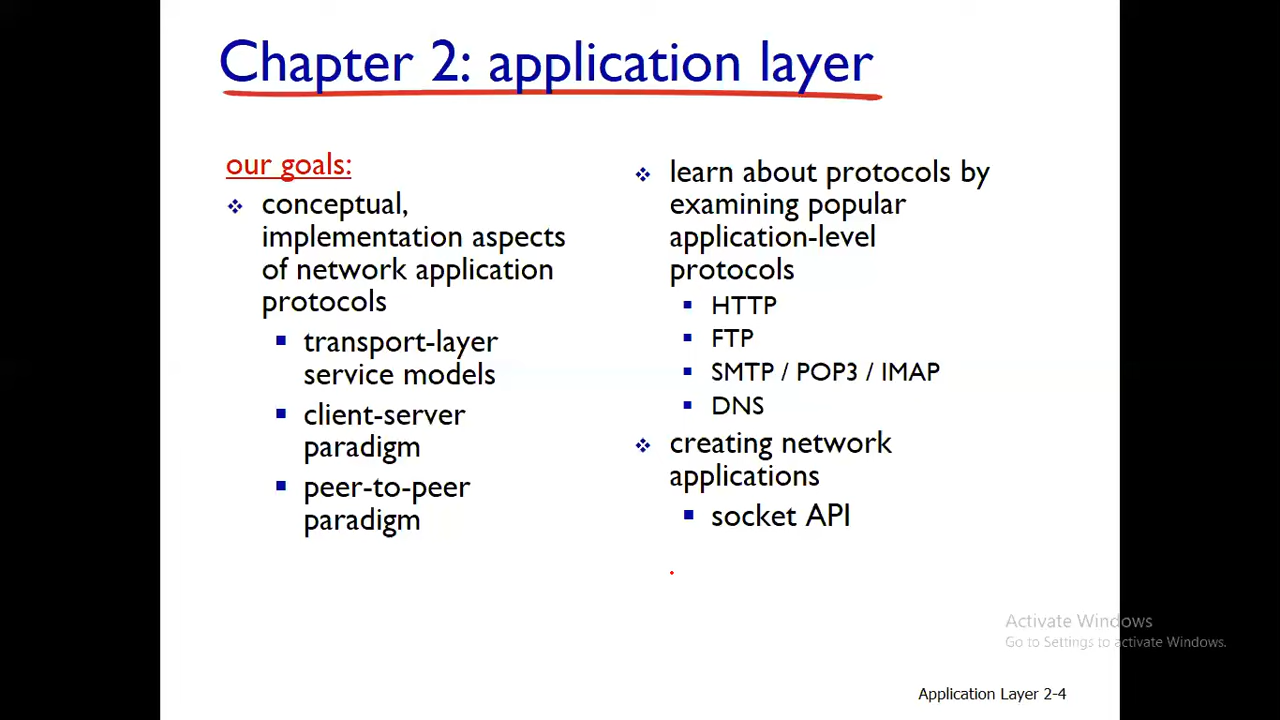 Chapter 2: application layer
our goals:
conceptual,
implementation aspects
of network application
protocols
transport-layer
service models
client-server
paradigm
peer-to-peer
paradigm
learn about protocols by
examining popular
application-level
protocols
HTTP
FTP
SMTP / POP3 / IMAP
DNS
creating network
applications
socket API
Activate Windows
Go to Settings to activate Windows.
Application Layer 2-4